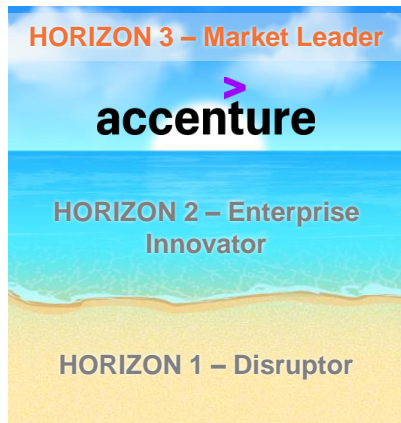 HORIZON 3 – Market Leader
accenture
HORIZON 2 – Enterprise
Innovator
HORIZON 1 – Disruptor